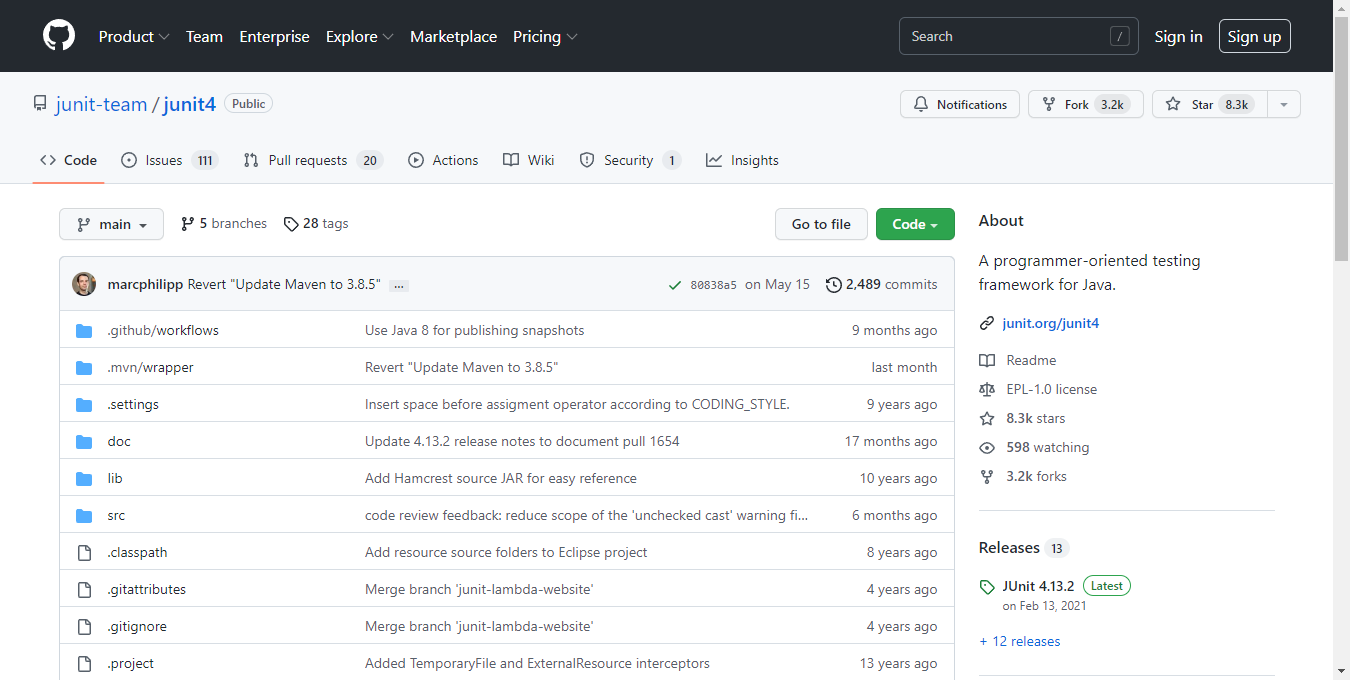 Product Team Enterprise Explore Marketplace Pricing Search / Sign in Sign up
junit-team / junit4 Public Notifications Fork 3.2k Star 8.3k
Code Issues 111 Pull requests 20 Actions Wiki Security 1 Insights
main 5 branches 28 tags Go to file Code
marcphilipp Revert "Update Maven to 3.8.5" … 80838a5 on May 15 2,489 commits
.github/workflows Use Java 8 for publishing snapshots 9 months ago
.mvn/wrapper Revert "Update Maven to 3.8.5" last month
.settings Insert space before assigment operator according to CODING_STYLE. 9 years ago
doc Update 4.13.2 release notes to document pull 1654 17 months ago
lib Add Hamcrest source JAR for easy reference 10 years ago
src code review feedback: reduce scope of the 'unchecked cast' warning fi… 6 months ago
.classpath Add resource source folders to Eclipse project 8 years ago
.gitattributes Merge branch 'junit-lambda-website' 4 years ago
.gitignore Merge branch 'junit-lambda-website' 4 years ago
.project Added TemporaryFile and ExternalResource interceptors 13 years ago
About
A programmer-oriented testing
framework for Java.
junit.org/junit4
Readme
EPL-1.0 license
8.3k stars
598 watching
3.2k forks
Releases 13
JUnit 4.13.2 Latest
on Feb 13, 2021
+ 12 releases